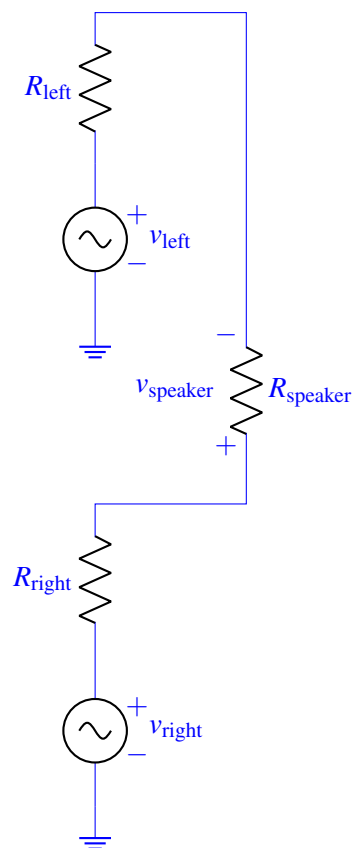 R_left
+
v_left
−
−
v_speaker R_speaker
+
R_right
+
v_right
−